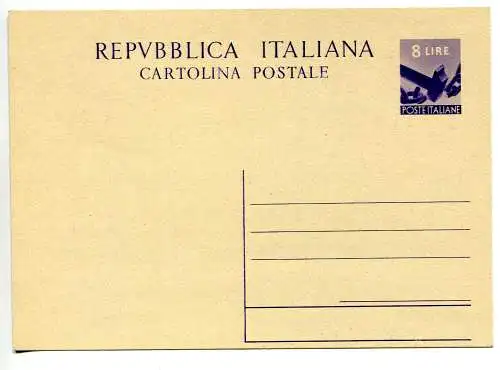 REPVBBLICA ITALIANA
CARTOLINA POSTALE
8 LIRE
POSTE ITALIANE